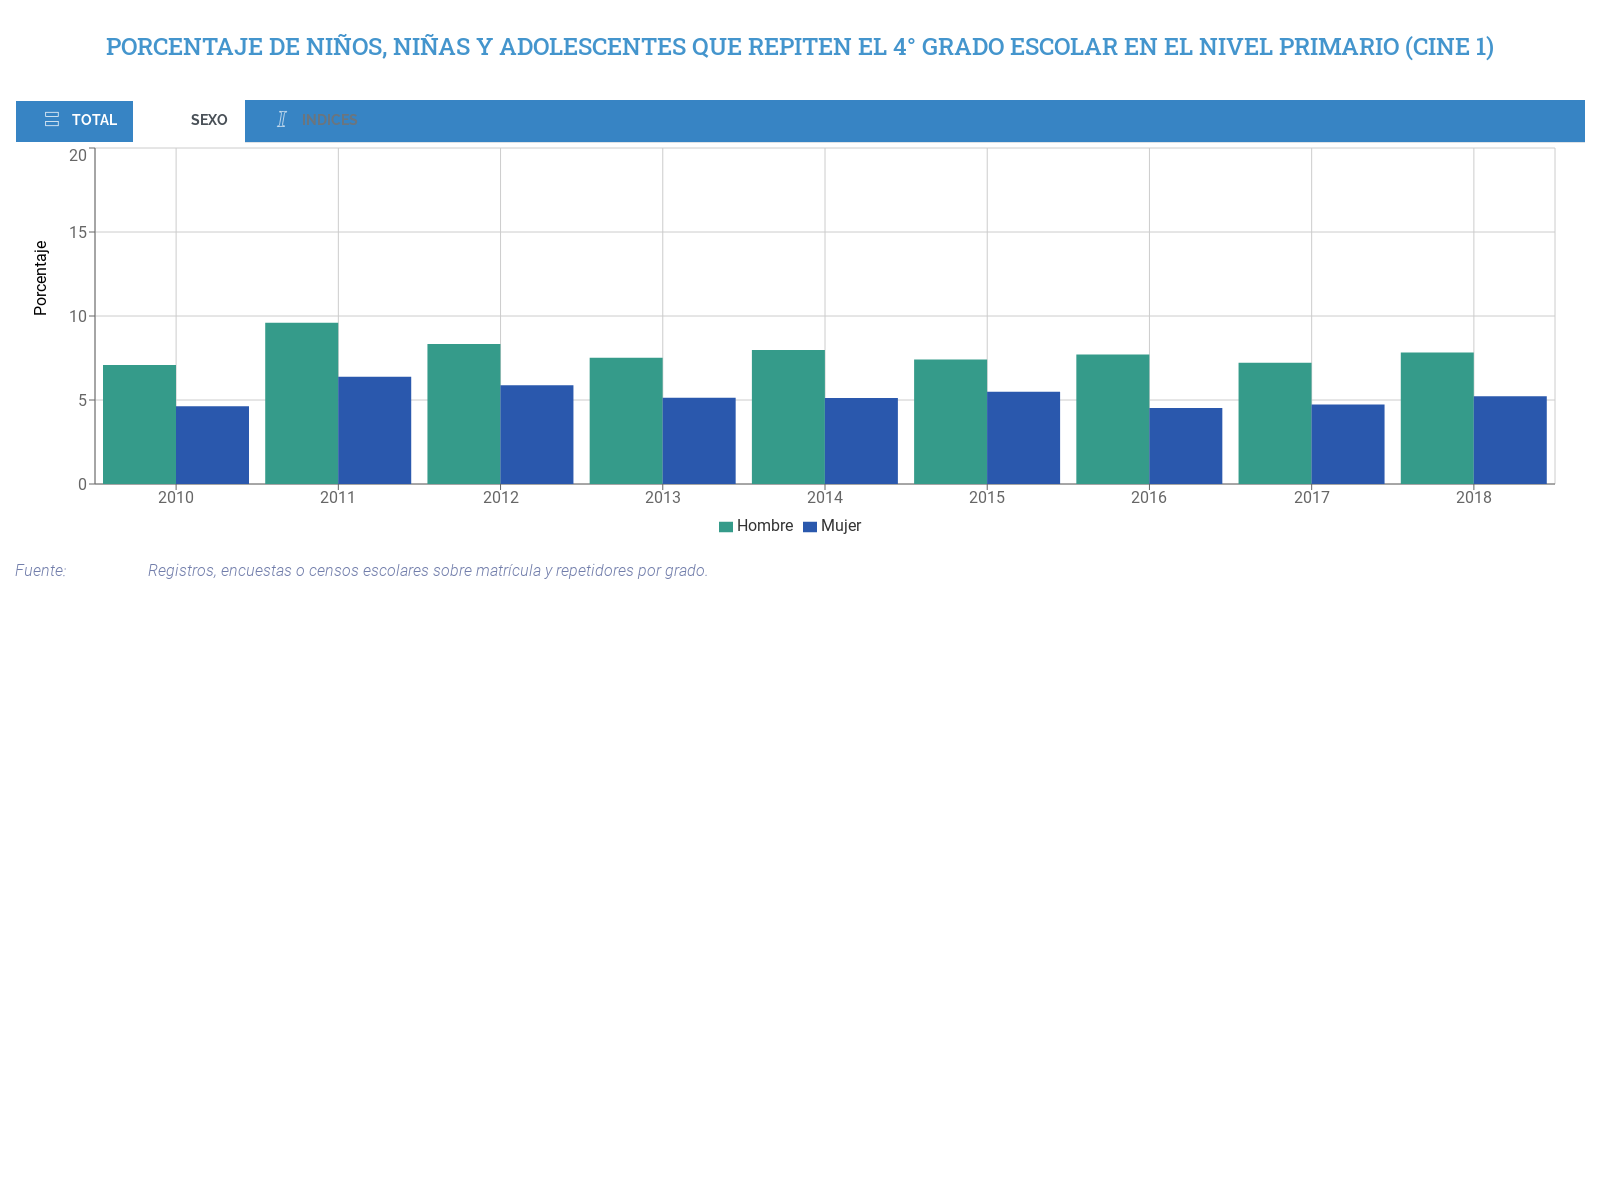 PORCENTAJE DE NIÑOS, NIÑAS Y ADOLESCENTES QUE REPITEN EL 4° GRADO ESCOLAR EN EL NIVEL PRIMARIO (CINE 1)
TOTAL SEXO INDICES
Porcentaje
20
15
10
5
0
2010 2011 2012 2013 2014 2015 2016 2017 2018
Hombre Mujer
Fuente: Registros, encuestas o censos escolares sobre matrícula y repetidores por grado.